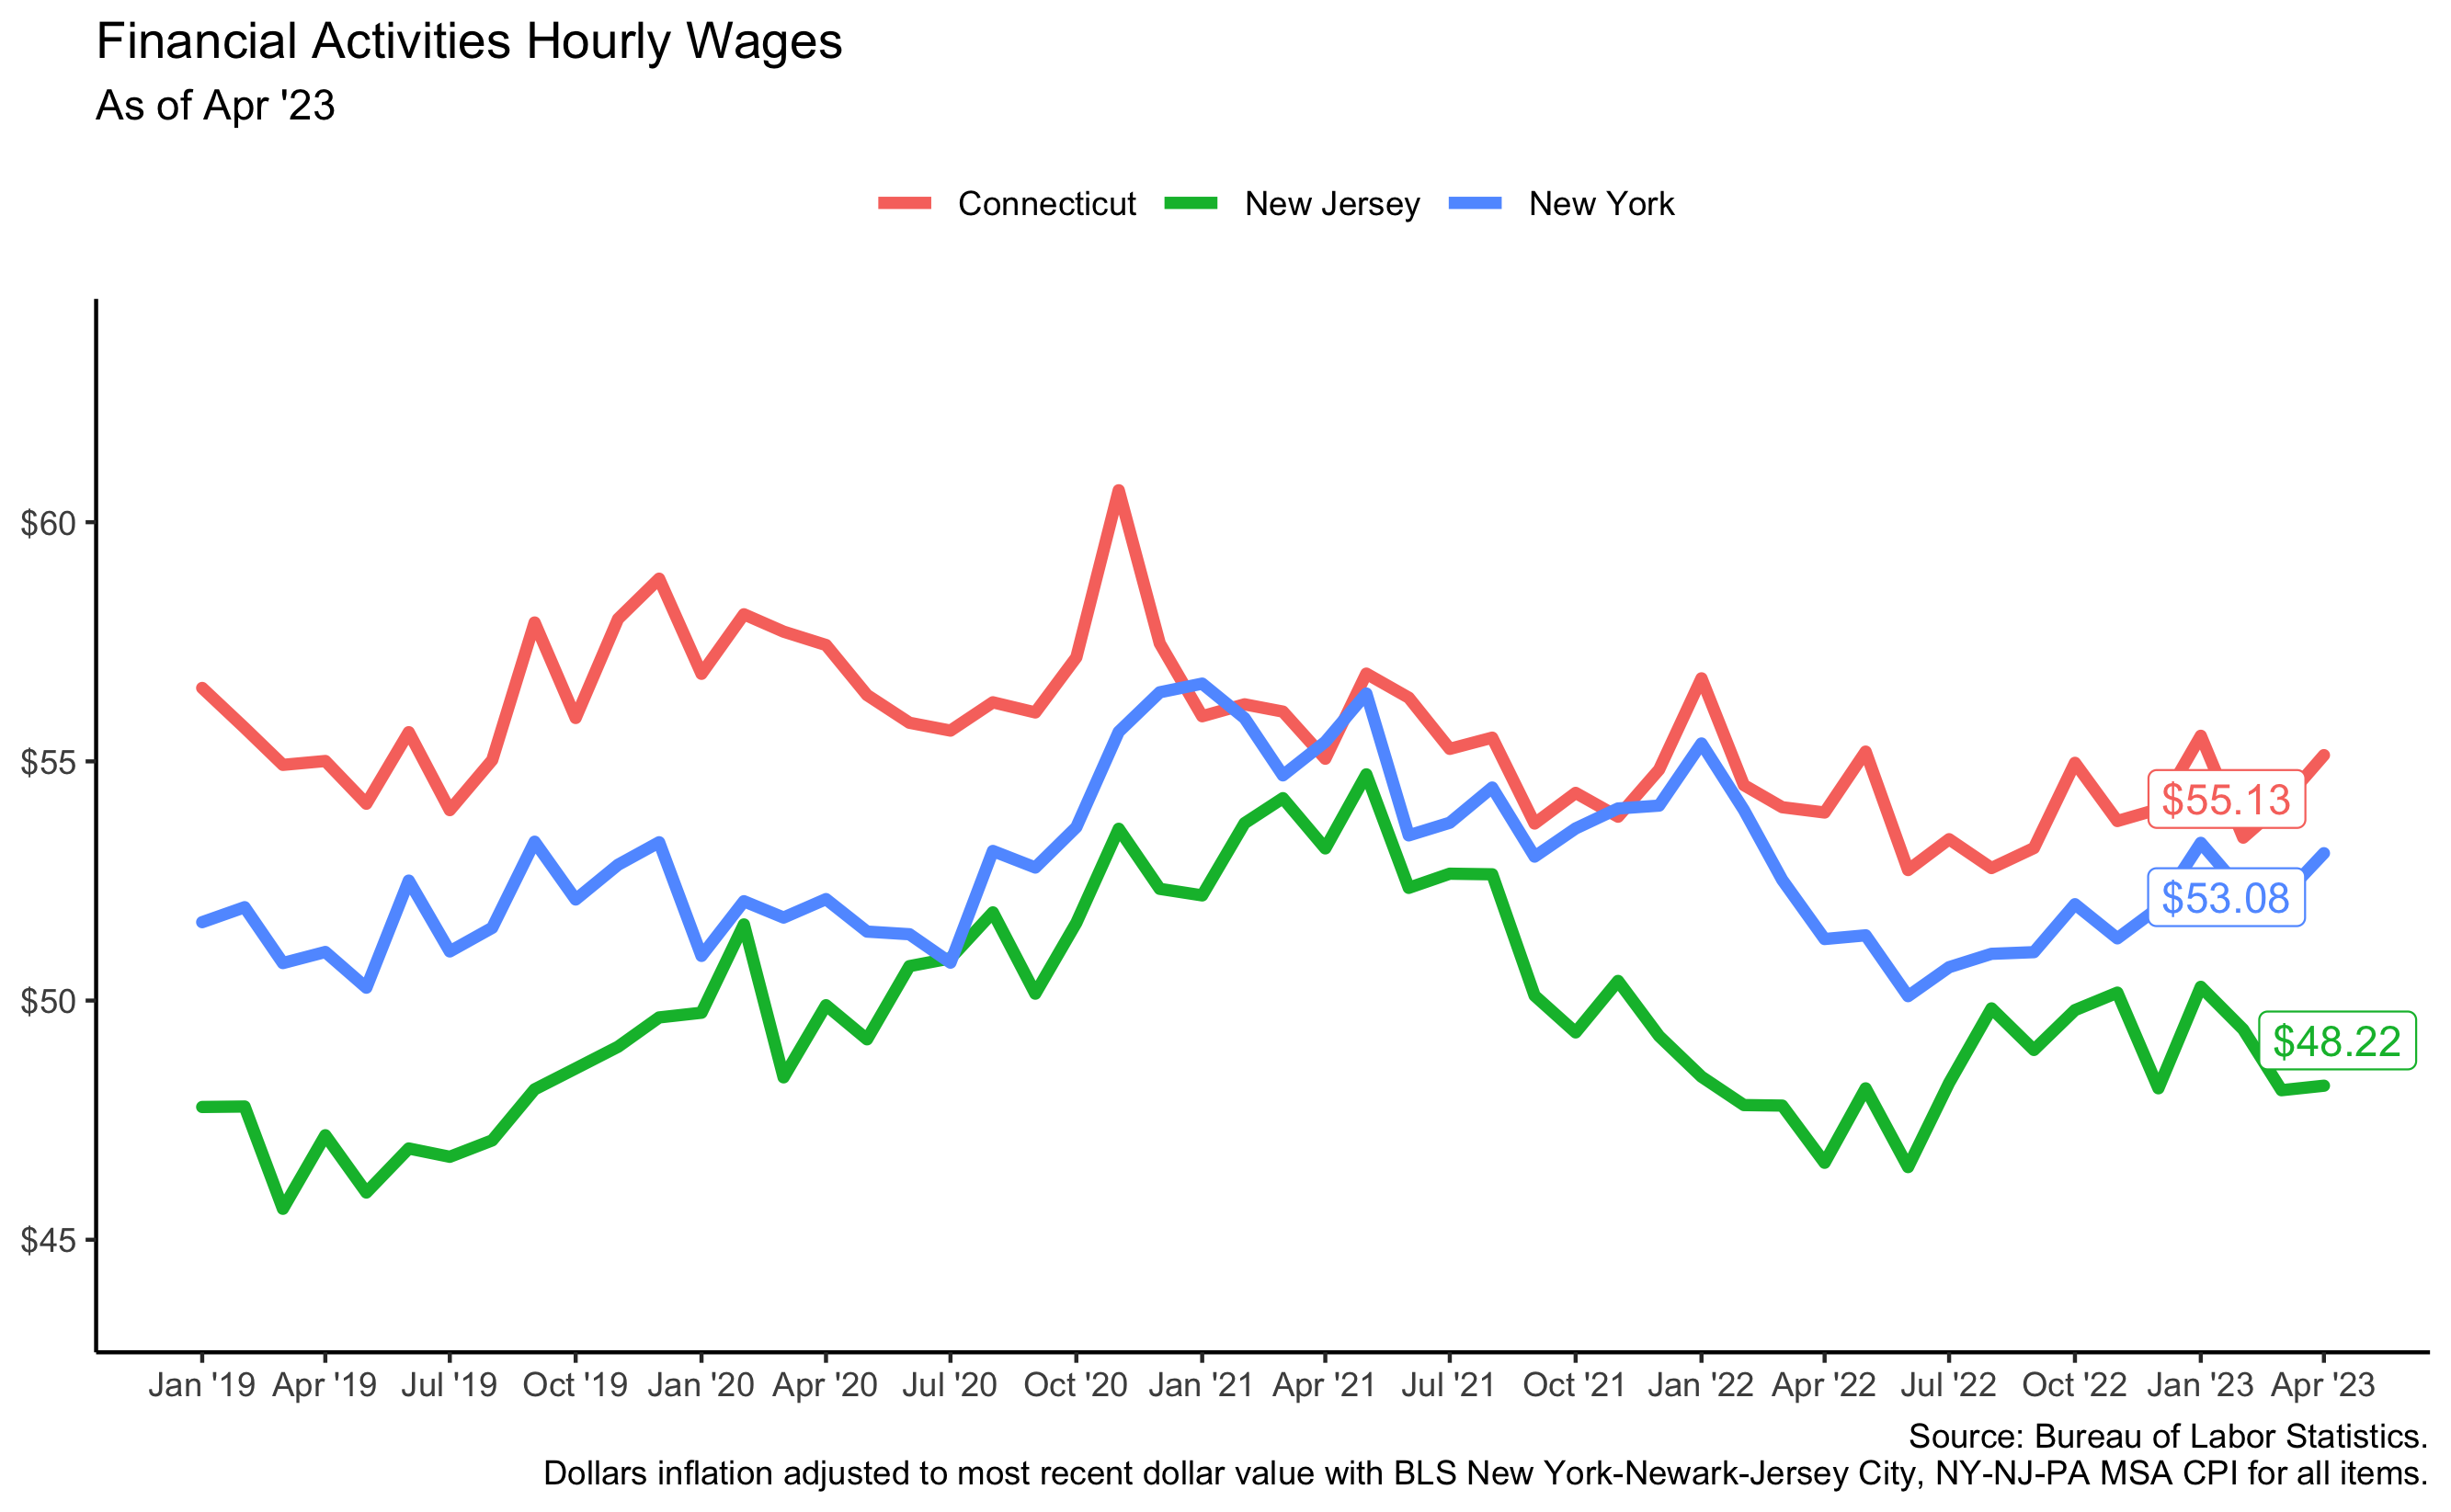 Financial Activities Hourly Wages
As of Apr '23
Connecticut New Jersey New York
$60
$55
$50
$45
$55.13
$53.08
$48.22
Jan '19 Apr '19 Jul '19 Oct '19 Jan '20 Apr '20 Jul '20 Oct '20 Jan '21 Apr '21 Jul '21 Oct '21 Jan '22 Apr '22 Jul '22 Oct '22 Jan '23 Apr '23
Source: Bureau of Labor Statistics.
Dollars inflation adjusted to most recent dollar value with BLS New York-Newark-Jersey City, NY-NJ-PA MSA CPI for all items.